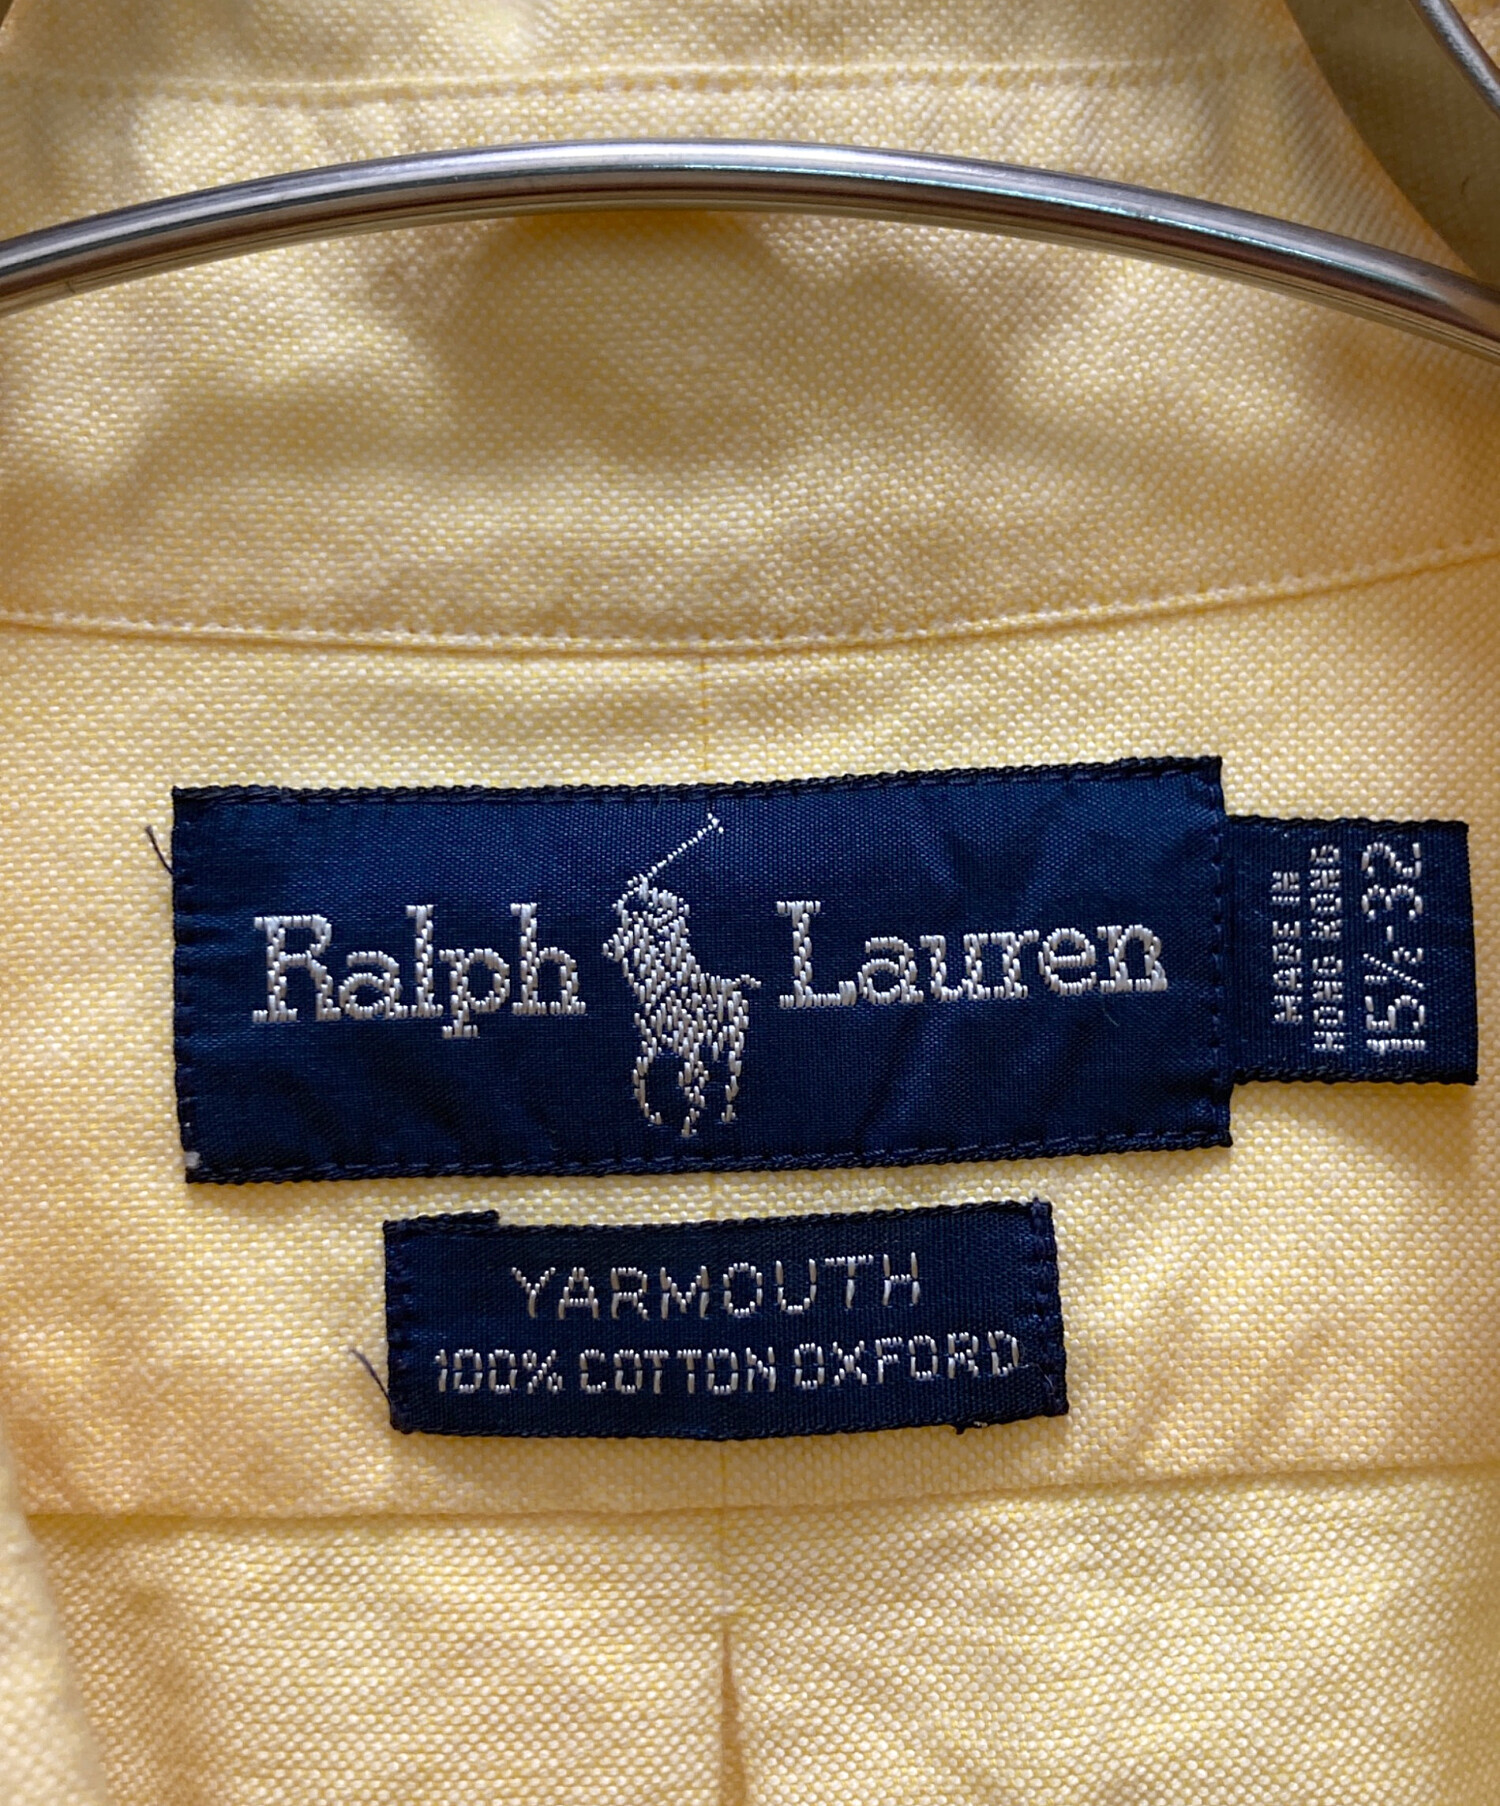 Ralph Lauren
MADE IN
HONG KONG
15½-32
YARMOUTH
100% COTTON OXFORD